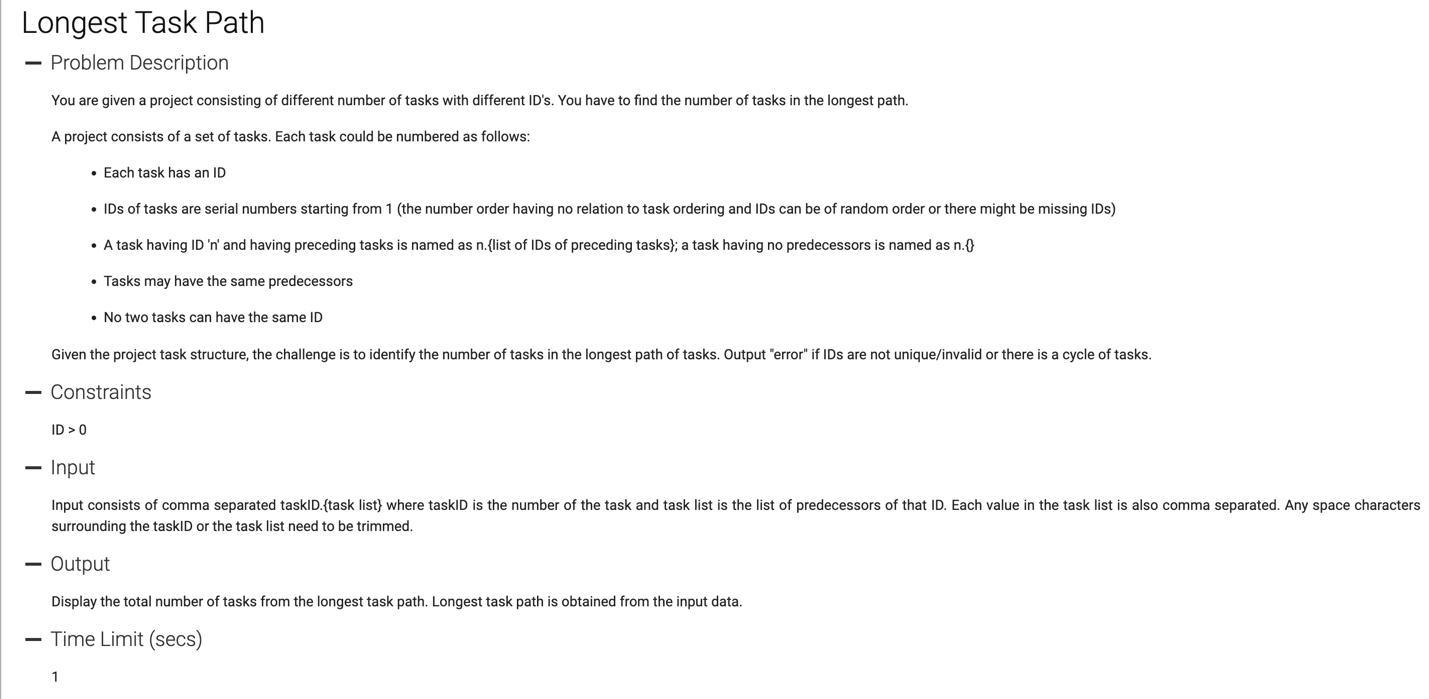 Longest Task Path
Problem Description
You are given a project consisting of different number of tasks with different ID's. You have to find the number of tasks in the longest path.
A project consists of a set of tasks. Each task could be numbered as follows:
• Each task has an ID
• IDs of tasks are serial numbers starting from 1 (the number order having no relation to task ordering and IDs can be of random order or there might be missing IDs)
• A task having ID 'n' and having preceding tasks is named as n.{list of IDs of preceding tasks}; a task having no predecessors is named as n.{}
• Tasks may have the same predecessors
• No two tasks can have the same ID
Given the project task structure, the challenge is to identify the number of tasks in the longest path of tasks. Output "error" if IDs are not unique/invalid or there is a cycle of tasks.
Constraints
ID > 0
Input
Input consists of comma separated taskID.{task list} where taskID is the number of the task and task list is the list of predecessors of that ID. Each value in the task list is also comma separated. Any space characters
surrounding the taskID or the task list need to be trimmed.
Output
Display the total number of tasks from the longest task path. Longest task path is obtained from the input data.
Time Limit (secs)
1